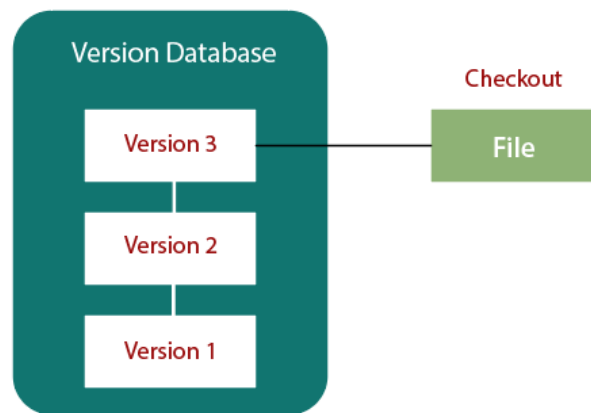 Version Database
Checkout
Version 3
File
Version 2
Version 1